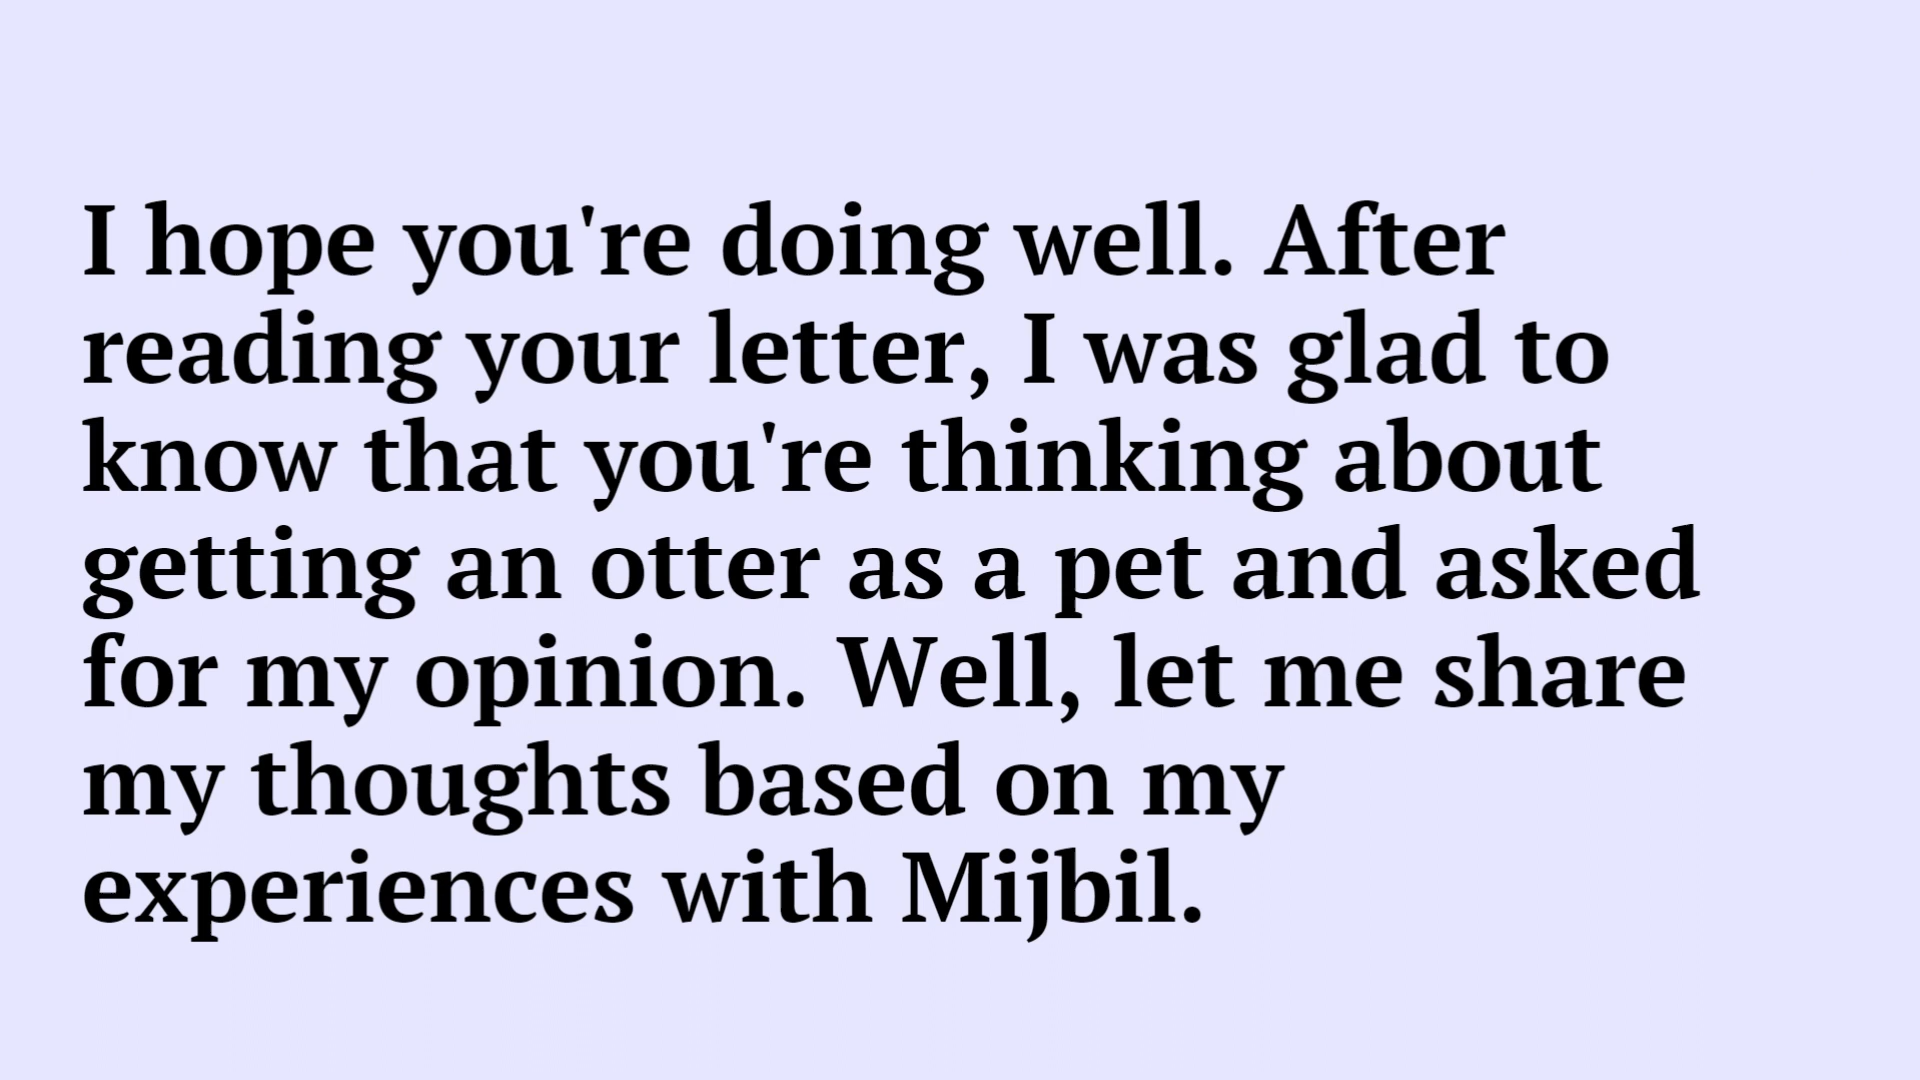 I hope you're doing well. After
reading your letter, I was glad to
know that you're thinking about
getting an otter as a pet and asked
for my opinion. Well, let me share
my thoughts based on my
experiences with Mijbil.